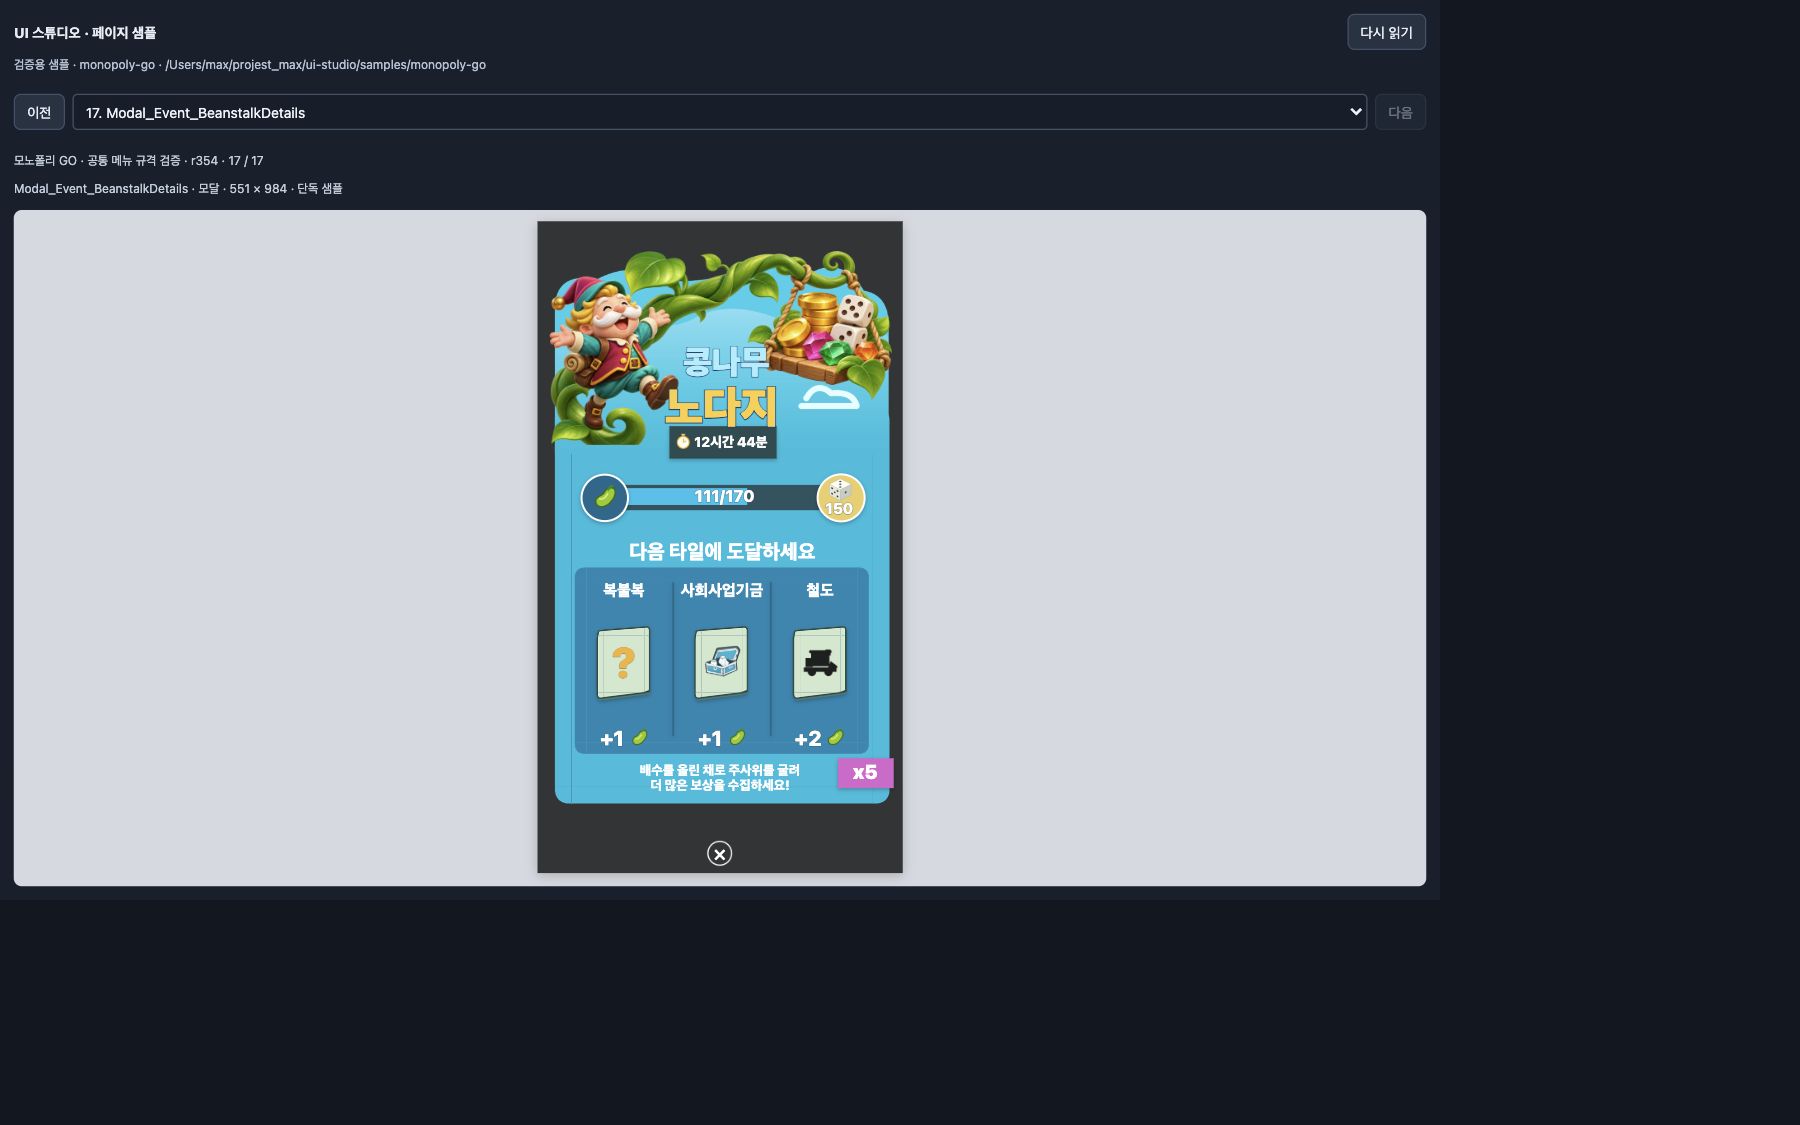 UI 스튜디오 · 페이지 샘플
다시 읽기
검증용 샘플 · monopoly-go · /Users/max/projest_max/ui-studio/samples/monopoly-go
이전
17. Modal_Event_BeanstalkDetails
다음
모노폴리 GO · 공통 메뉴 규격 검증 · r354 · 17 / 17
Modal_Event_BeanstalkDetails · 모달 · 551 × 984 · 단독 샘플
콩나무
노다지
12시간 44분
111/170
150
다음 타일에 도달하세요
복불복 사회사업기금 철도
?
+1 +1 +2
배수를 올린 채로 주사위를 굴려
더 많은 보상을 수집하세요!
x5